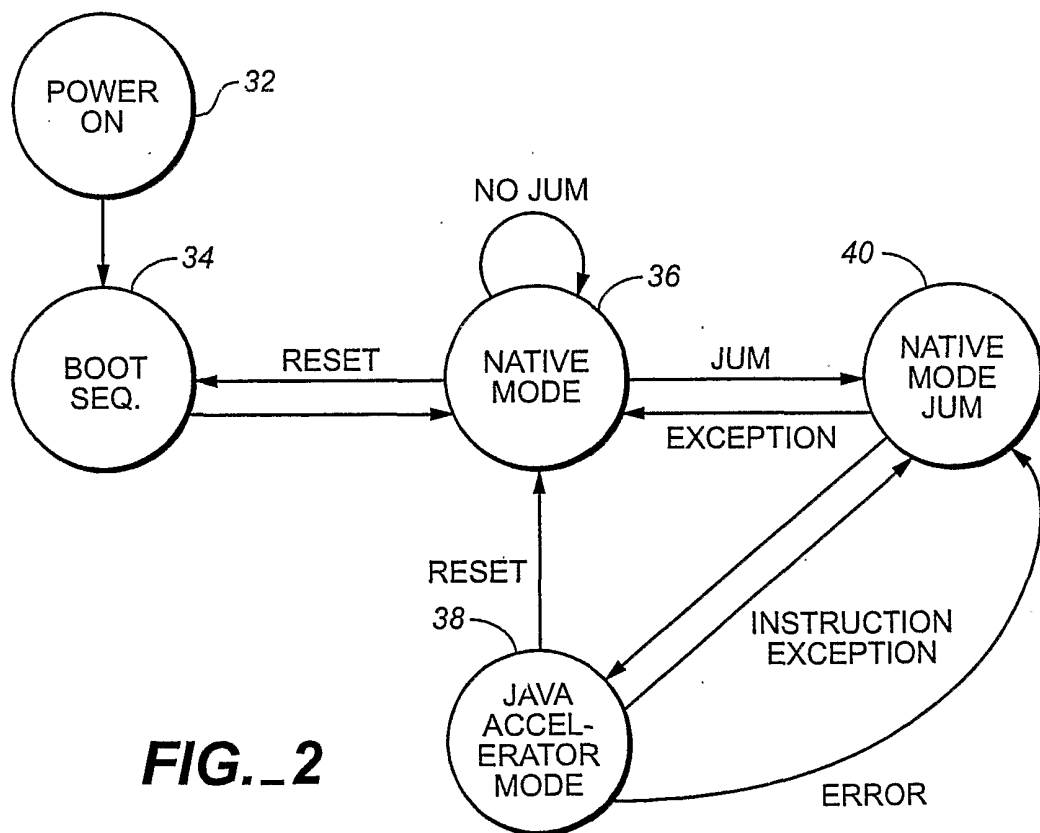 POWER
ON
32
NO JUM
34
36
40
BOOT
SEQ.
RESET
NATIVE
MODE
JUM
NATIVE
MODE
JUM
EXCEPTION
RESET
38
INSTRUCTION
EXCEPTION
JAVA
ACCEL-
ERATOR
MODE
ERROR
FIG._2